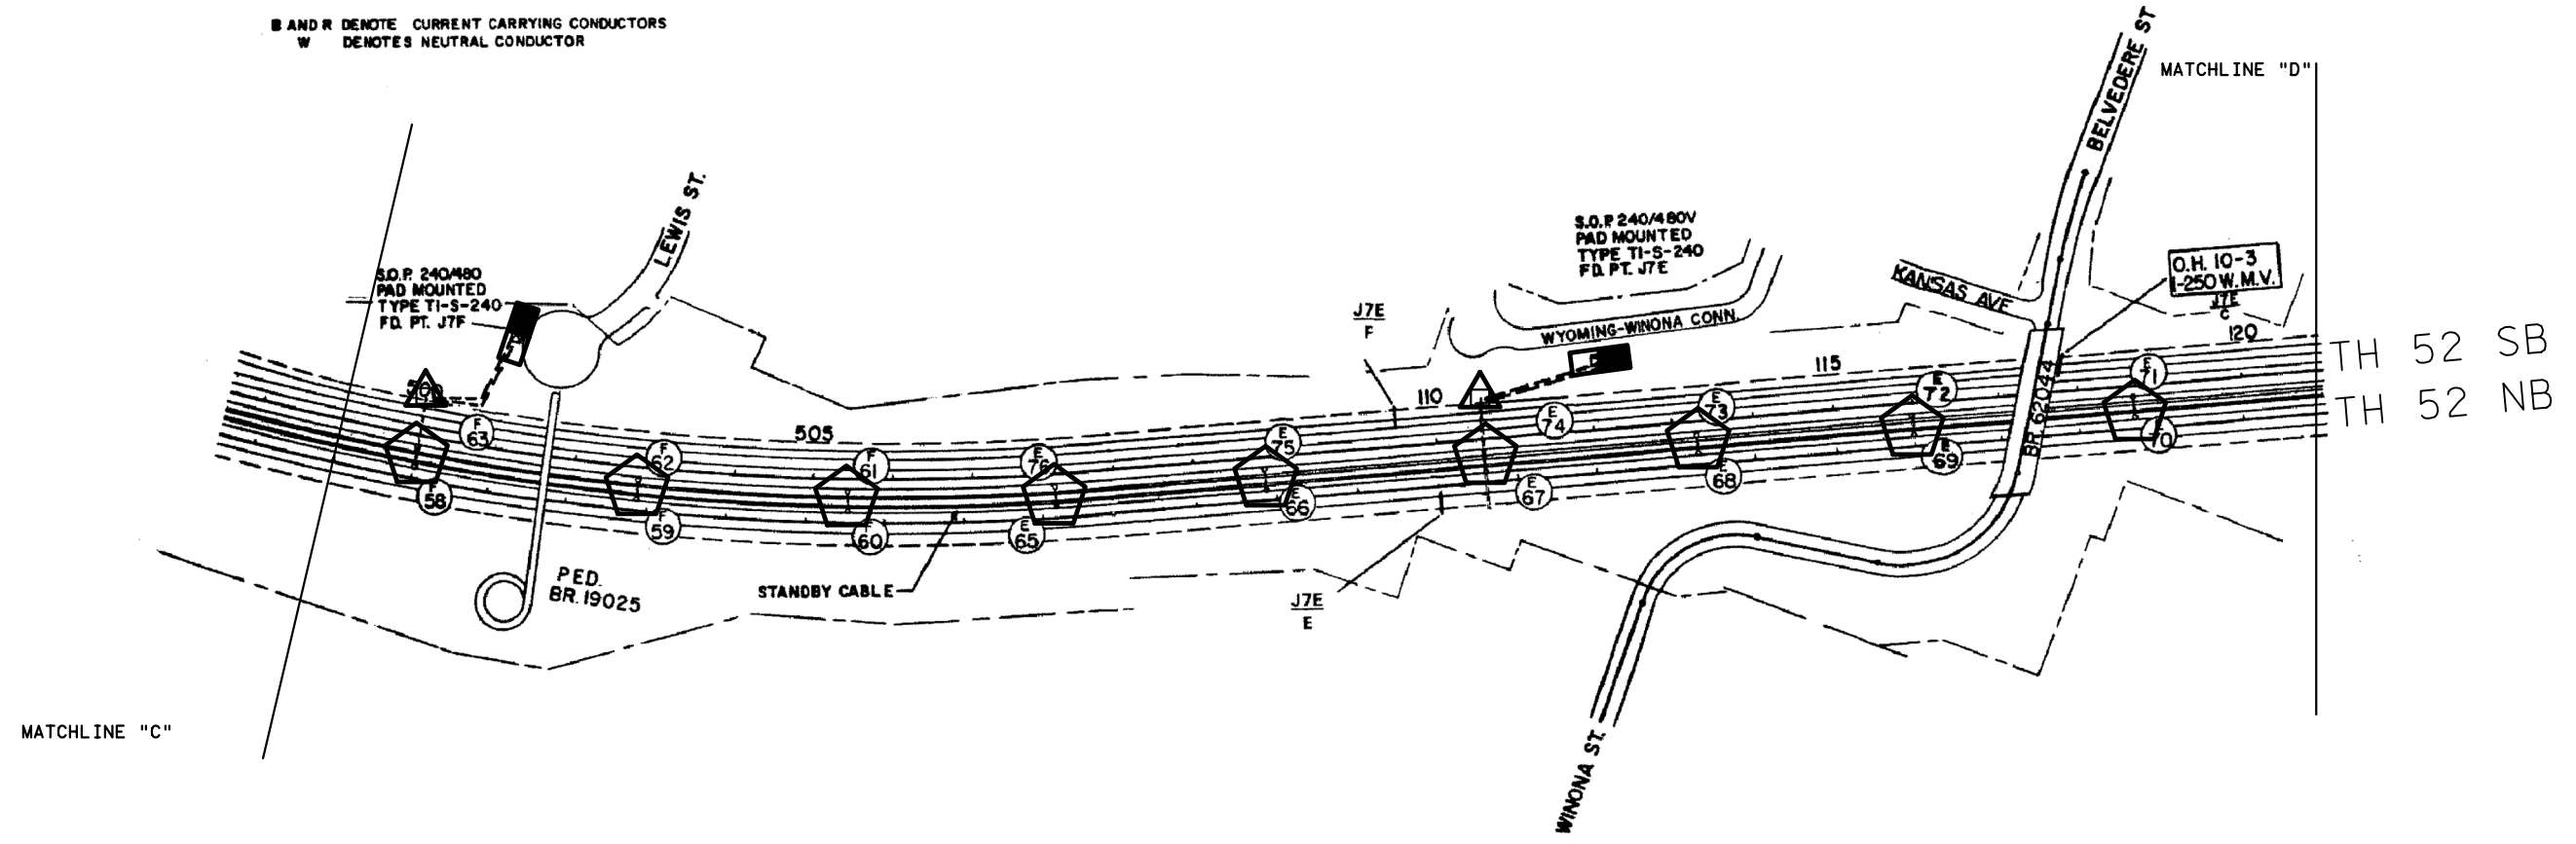 B AND R DENOTE CURRENT CARRYING CONDUCTORS
W DENOTES NEUTRAL CONDUCTOR
MATCHLINE "D"
BELVEDERE ST
LEWIS ST.
S.O.P. 240/480V
PAD MOUNTED
TYPE T1-S-240
FD. PT. J7E
S.O.P. 240/480
PAD MOUNTED
TYPE T1-S-240
FD. PT. J7F
KANSAS AVE
O.H. 10-3
1-250 W.M.V.
J7E
C
120
J7E
F
WYOMING-WINONA CONN.
TH 52 SB
TH 52 NB
115
110
505
500
F
63
F
62
F
61
E
76
E
75
E
74
E
73
E
72
E
71
F
58
F
59
F
60
E
65
E
66
E
67
E
68
E
69
70
BR. 62044
PED.
BR. 19025
STANDBY CABLE
J7E
E
WINONA ST.
MATCHLINE "C"